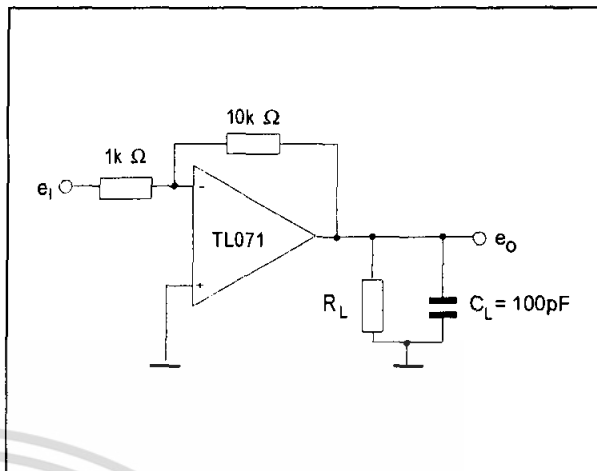 10k Ω
1k Ω
eI
-
TL071
+
eO
RL
CL = 100pF